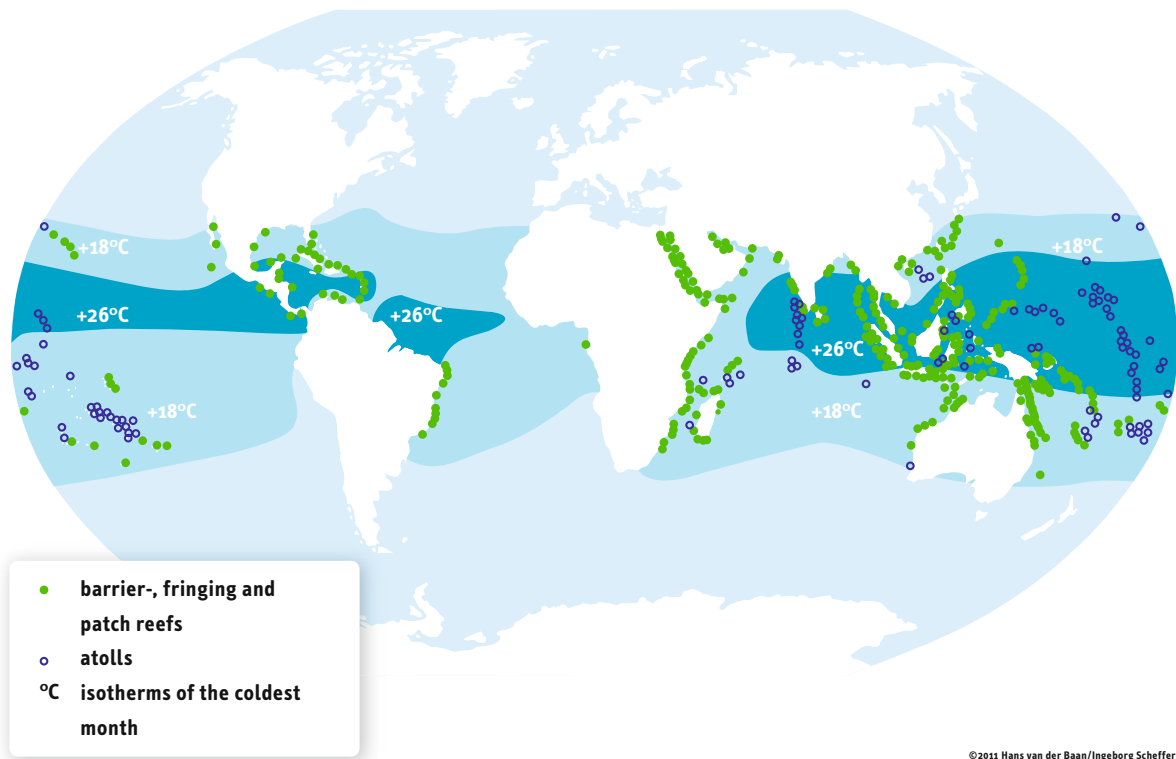 +18°C
+18°C
+26°C
+26°C
+26°C
+18°C
+18°C
barrier-, fringing and
patch reefs
atolls
°C isotherms of the coldest
month
©2011 Hans van der Baan/Ingeborg Scheffer